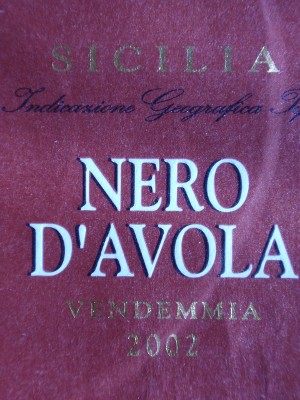 SICILIA
Indicazione Geografica
NERO
D'AVOLA
VENDEMMIA
2002